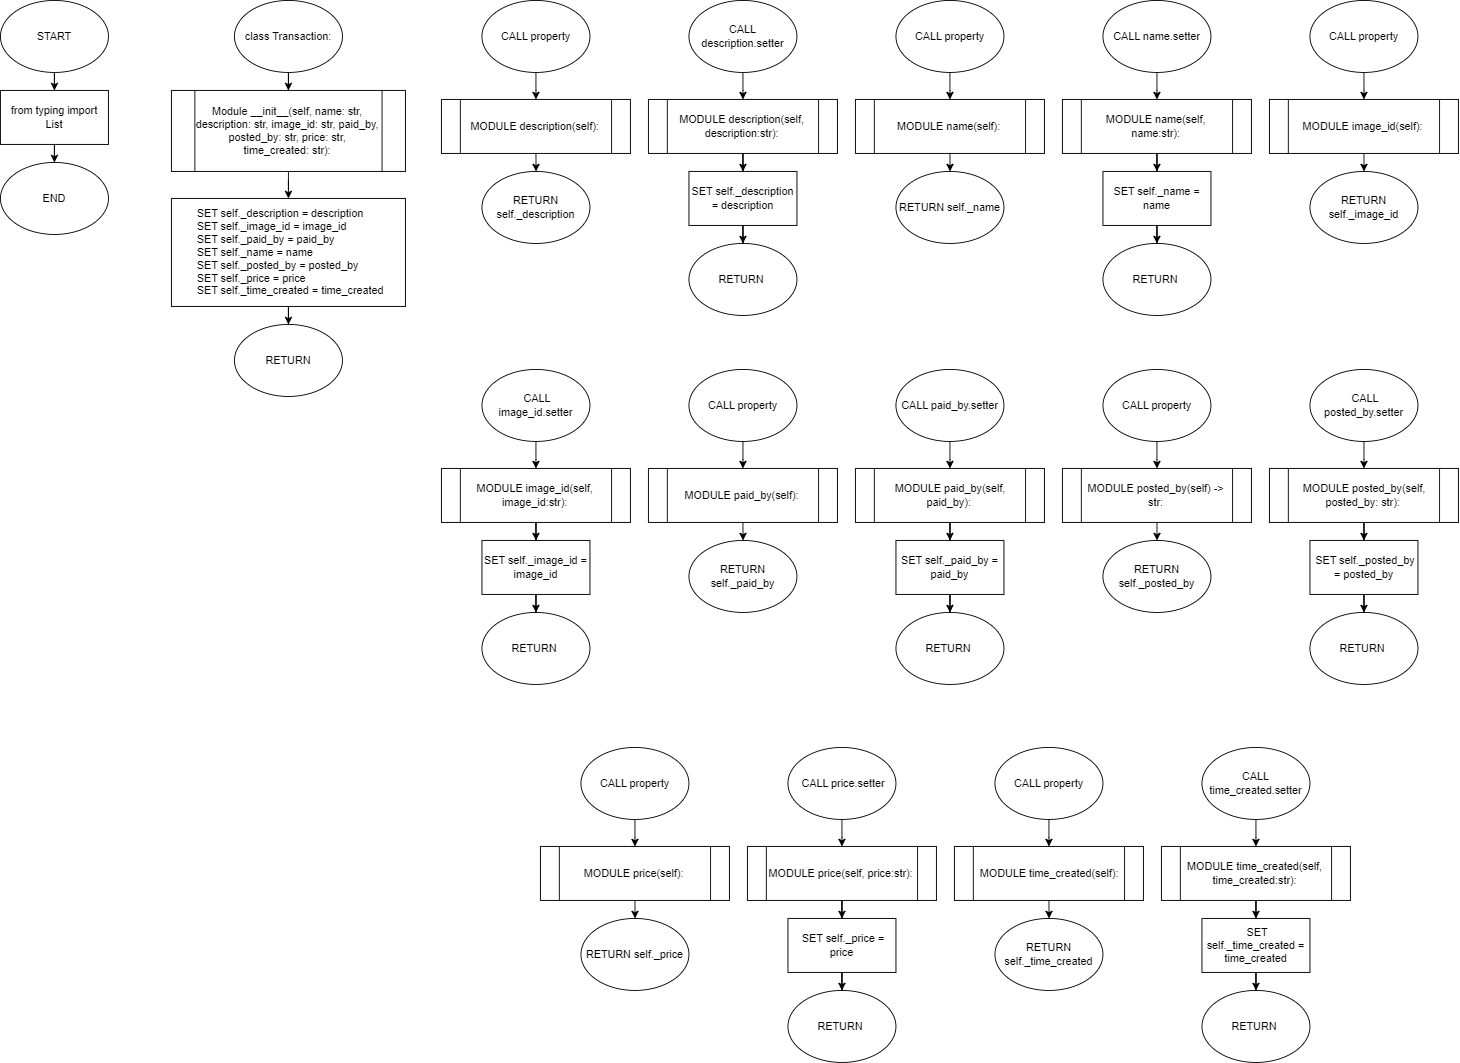 START
from typing import
List
END
class Transaction:
Module __init__(self, name: str,
description: str, image_id: str, paid_by,
posted_by: str, price: str,
time_created: str):
SET self._description = description
SET self._image_id = image_id
SET self._paid_by = paid_by
SET self._name = name
SET self._posted_by = posted_by
SET self._price = price
SET self._time_created = time_created
RETURN
CALL property
MODULE description(self):
RETURN
self._description
CALL
description.setter
MODULE description(self,
description:str):
SET self._description
= description
RETURN
CALL property
MODULE name(self):
RETURN self._name
CALL name.setter
MODULE name(self,
name:str):
SET self._name =
name
RETURN
CALL property
MODULE image_id(self):
RETURN
self._image_id
CALL
image_id.setter
MODULE image_id(self,
image_id:str):
SET self._image_id =
image_id
RETURN
CALL property
MODULE paid_by(self):
RETURN
self._paid_by
CALL paid_by.setter
MODULE paid_by(self,
paid_by):
SET self._paid_by =
paid_by
RETURN
CALL property
MODULE posted_by(self) ->
str:
RETURN
self._posted_by
CALL
posted_by.setter
MODULE posted_by(self,
posted_by: str):
SET self._posted_by
= posted_by
RETURN
CALL property
MODULE price(self):
RETURN self._price
CALL price.setter
MODULE price(self, price:str):
SET self._price =
price
RETURN
CALL property
MODULE time_created(self):
RETURN
self._time_created
CALL
time_created.setter
MODULE time_created(self,
time_created:str):
SET
self._time_created =
time_created
RETURN